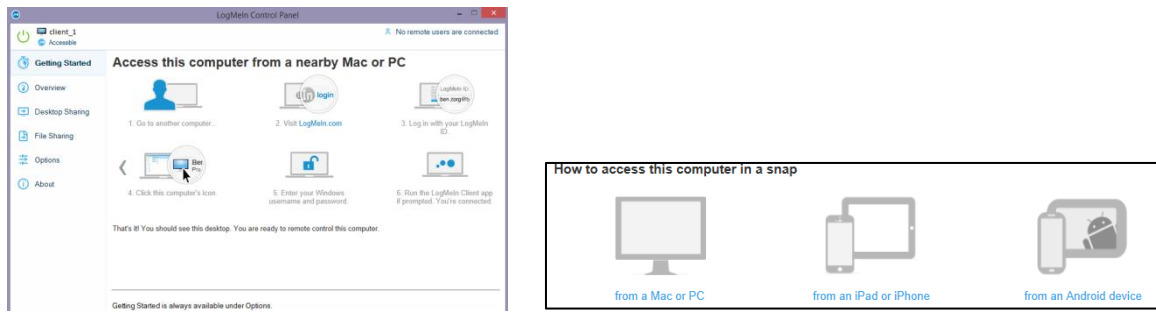 LogMeIn Control Panel
client_1
Accessible
No remote users are connected
Getting Started
Overview
Desktop Sharing
File Sharing
Options
About
Access this computer from a nearby Mac or PC
login
LogMeIn ID
1. Go to another computer...
2. Visit LogMeIn.com
3. Log in with your LogMeIn
ID.
Ber
Pro
4. Click this computer's icon.
5. Enter your Windows
username and password.
6. Run the LogMeIn Client app
if prompted. You're connected.
That's it! You should see this desktop. You are ready to remote control this computer.
Getting Started is always available under Options.
How to access this computer in a snap
from a Mac or PC
from an iPad or iPhone
from an Android device